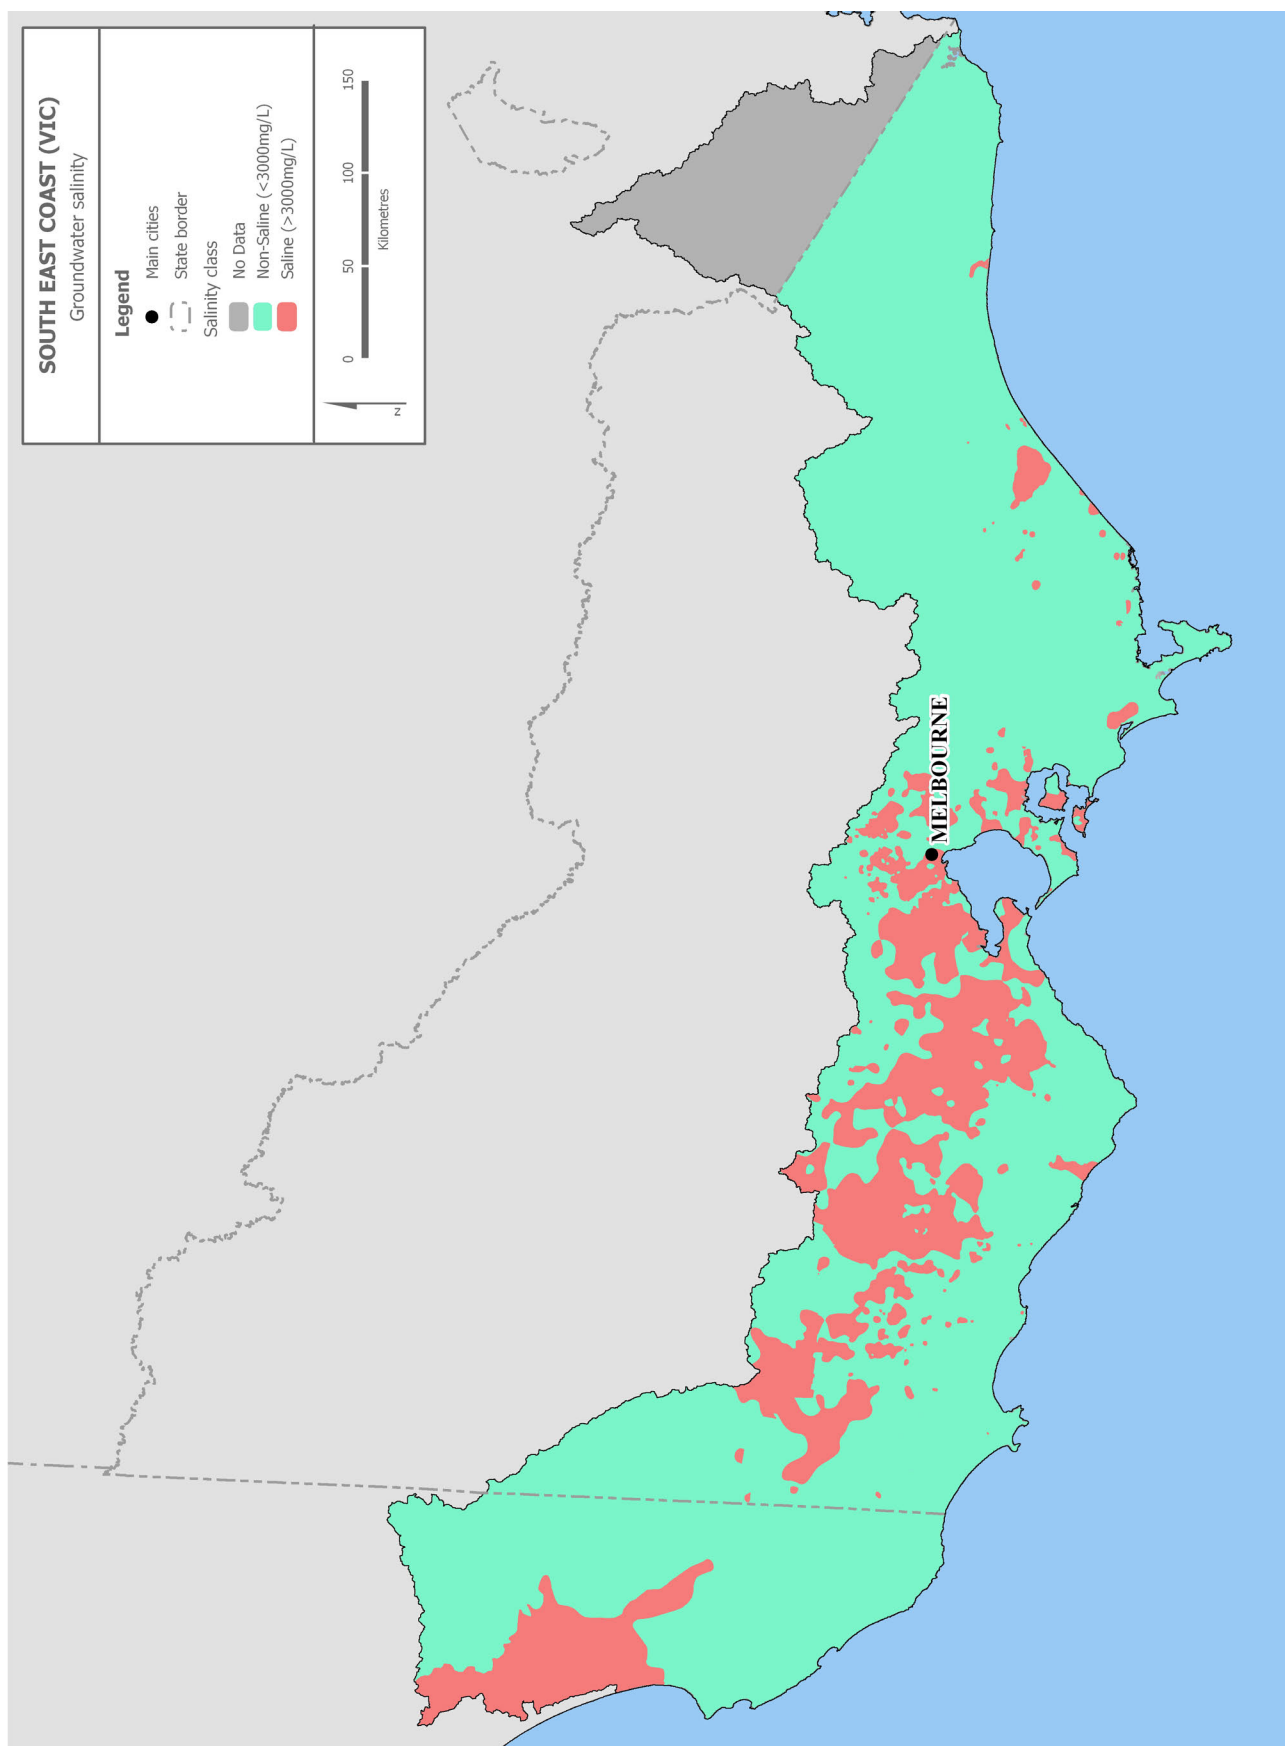 SOUTH EAST COAST (VIC)
Groundwater salinity
Legend
Main cities
State border
Salinity class
No Data
Non-Saline (<3000mg/L)
Saline (>3000mg/L)
0 50 100 150
Kilometres
N
MELBOURNE